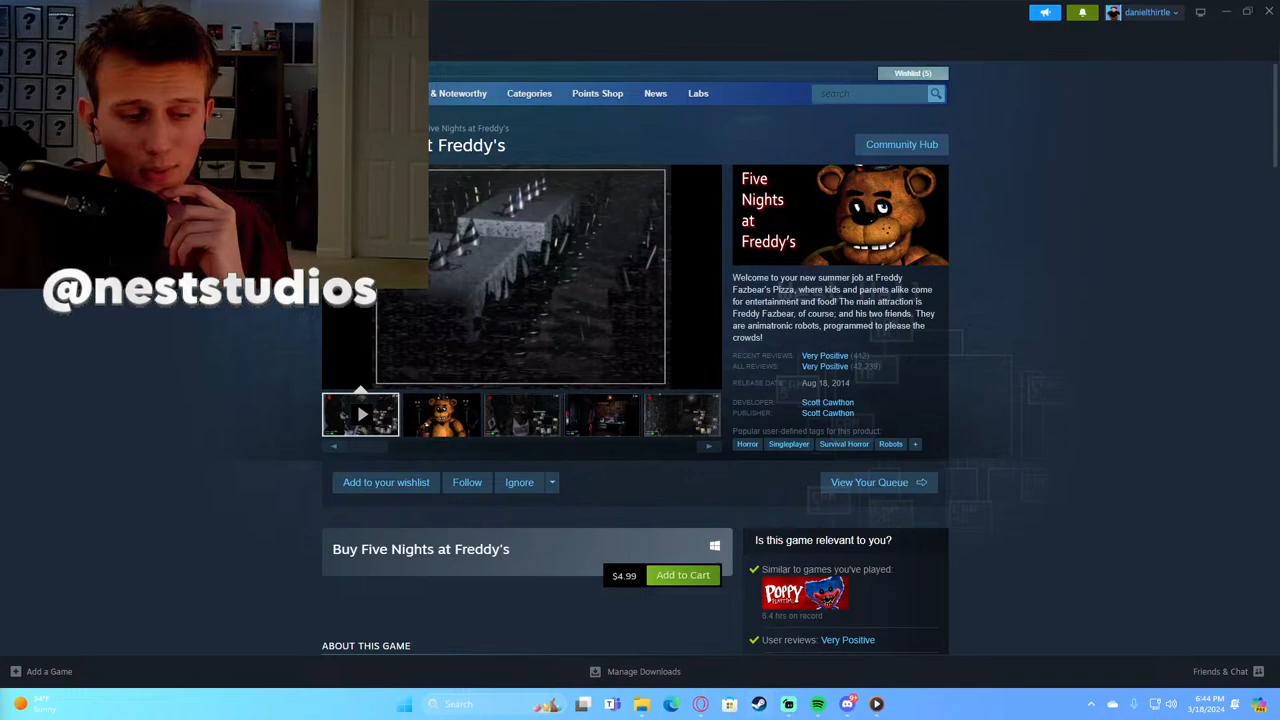 danielthirtle
Wishlist (5)
& Noteworthy Categories Points Shop News Labs
search
ive Nights at Freddy's
t Freddy's
Community Hub
Five
Nights
at
Freddy's
Welcome to your new summer job at Freddy
Fazbear's Pizza, where kids and parents alike come
for entertainment and food! The main attraction is
Freddy Fazbear, of course; and his two friends. They
are animatronic robots, programmed to please the
crowds!
RECENT REVIEWS: Very Positive (412)
ALL REVIEWS: Very Positive (42,239)
RELEASE DATE: Aug 18, 2014
DEVELOPER: Scott Cawthon
PUBLISHER: Scott Cawthon
Popular user-defined tags for this product:
Horror Singleplayer Survival Horror Robots +
@neststudios
Add to your wishlist Follow Ignore
View Your Queue
Buy Five Nights at Freddy's
$4.99 Add to Cart
Is this game relevant to you?
Similar to games you've played:
POPPY
PLAYTIME
6.4 hrs on record
User reviews: Very Positive
ABOUT THIS GAME
Add a Game
Manage Downloads
Friends & Chat
54°F
Sunny
Search
6:44 PM
3/18/2024